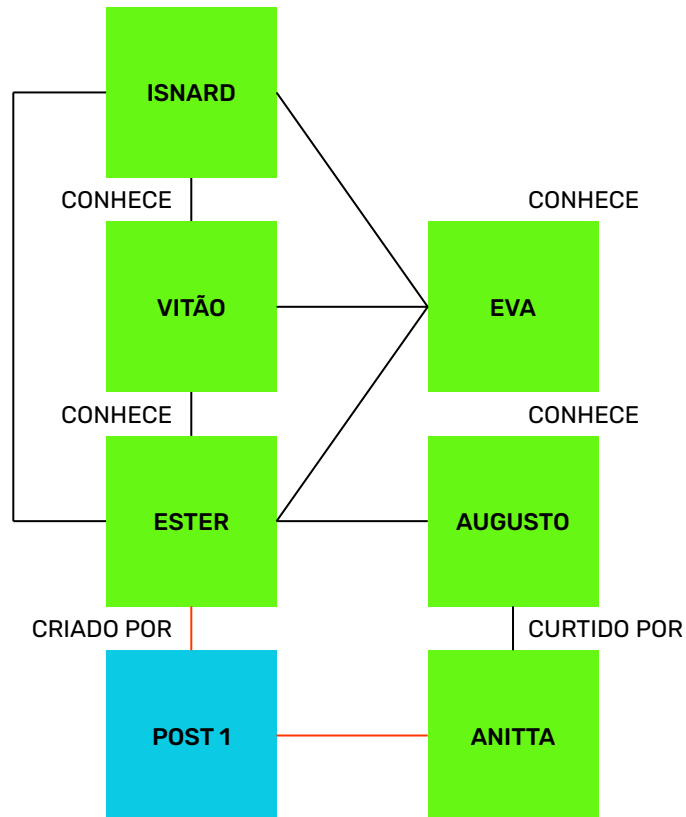 ISNARD
CONHECE
CONHECE
VITÃO
EVA
CONHECE
CONHECE
ESTER
AUGUSTO
CRIADO POR
CURTIDO POR
POST 1
ANITTA